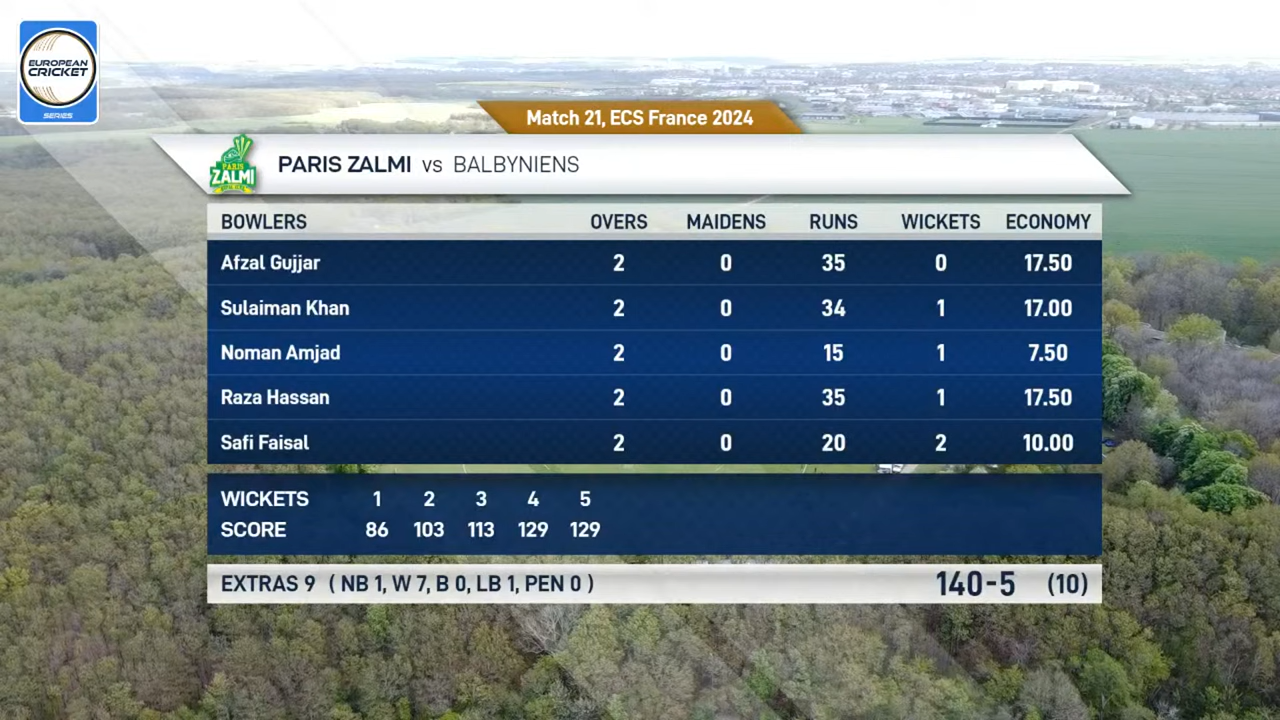 EUROPEAN
CRICKET
SERIES
Match 21, ECS France 2024
PARIS
ZALMI
PARIS ZALMI vs BALBYNIENS
BOWLERS OVERS MAIDENS RUNS WICKETS ECONOMY
Afzal Gujjar 2 0 35 0 17.50
Sulaiman Khan 2 0 34 1 17.00
Noman Amjad 2 0 15 1 7.50
Raza Hassan 2 0 35 1 17.50
Safi Faisal 2 0 20 2 10.00
WICKETS 1 2 3 4 5
SCORE 86 103 113 129 129
EXTRAS 9 ( NB 1, W 7, B 0, LB 1, PEN 0 ) 140-5 (10)